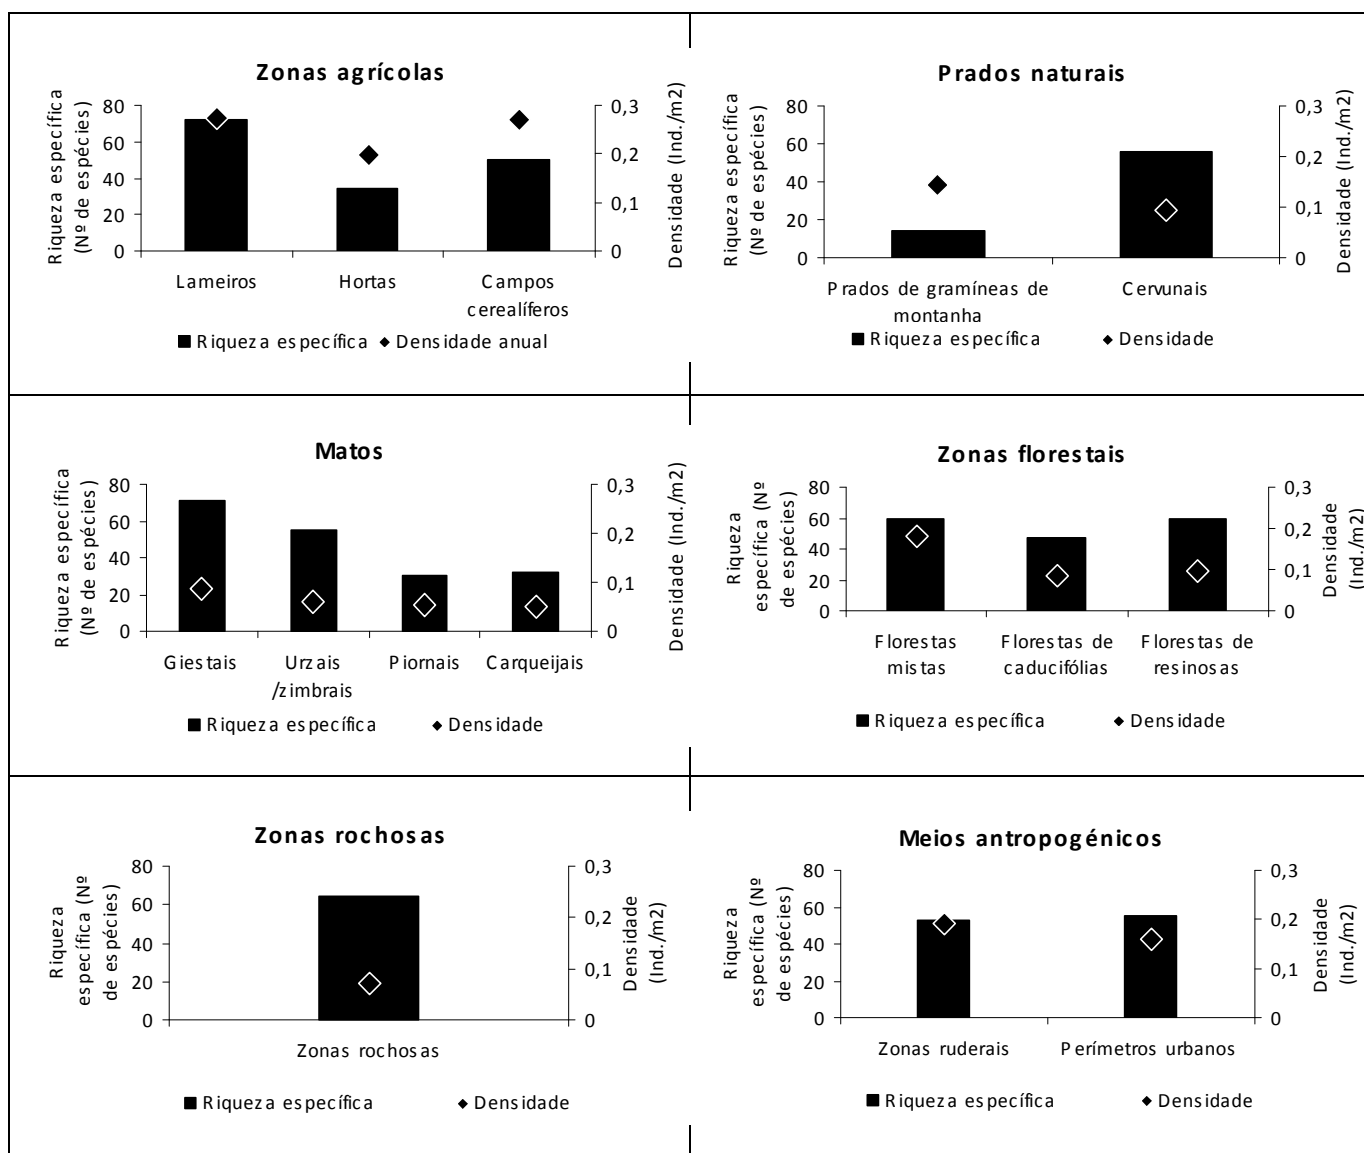 Zonas agrícolas
Riqueza específica
(Nº de espécies)
80
60
40
20
0
0,3
0,2
0,1
0
Densidade (Ind./m2)
Lameiros
Hortas
Campos
cerealíferos
Riqueza específica
Densidade anual
Prados naturais
Riqueza específica
(Nº de espécies)
80
60
40
20
0
0,3
0,2
0,1
0
Densidade (Ind./m2)
Prados de gramíneas de
montanha
Cervunais
Riqueza específica
Densidade
Matos
Riqueza específica
(Nº de espécies)
80
60
40
20
0
0,3
0,2
0,1
0
Densidade (Ind./m2)
Giestais
Urzais
/zimbrais
Piornais
Carqueijais
Riqueza específica
Densidade
Zonas florestais
Riqueza
específica (Nº
de espécies)
80
60
40
20
0
0,3
0,2
0,1
0
Densidade
(Ind./m2)
Florestas
mistas
Florestas de
caducifólias
Florestas de
resinosas
Riqueza específica
Densidade
Zonas rochosas
Riqueza
específica (Nº
de espécies)
80
60
40
20
0
0,3
0,2
0,1
0
Densidade
(Ind./m2)
Zonas rochosas
Riqueza específica
Densidade
Meios antropogénicos
Riqueza
específica (Nº
de espécies)
80
60
40
20
0
0,3
0,2
0,1
0
Densidade
(Ind./m2)
Zonas ruderais
Perímetros urbanos
Riqueza específica
Densidade